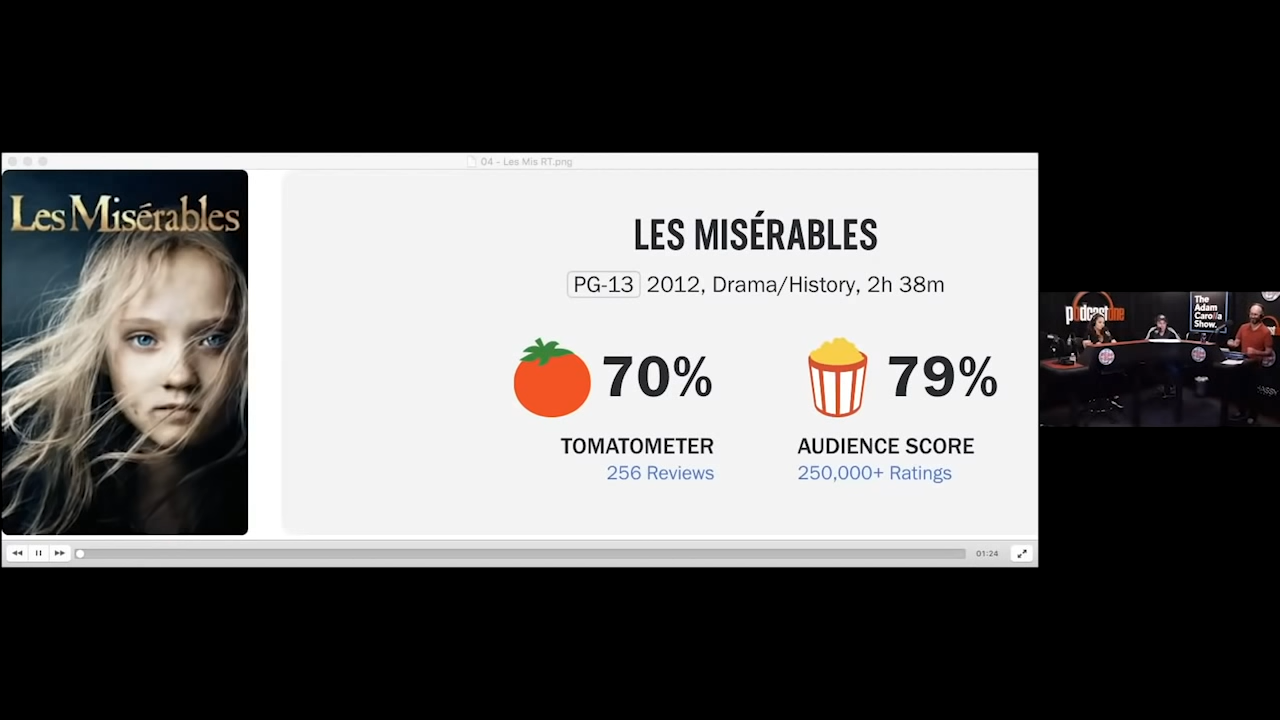 04 - Les Mis RT.png
Les Misérables
LES MISÉRABLES
PG-13 2012, Drama/History, 2h 38m
70%
79%
TOMATOMETER
AUDIENCE SCORE
256 Reviews
250,000+ Ratings
01:24
podcastone
The
Adam
Carolla
Show.